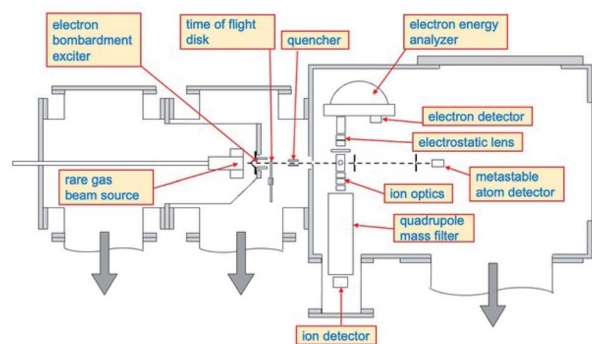 electron
bombardment
exciter
time of flight
disk
quencher
electron energy
analyzer
electron detector
electrostatic lens
metastable
atom detector
rare gas
beam source
ion optics
quadrupole
mass filter
ion detector